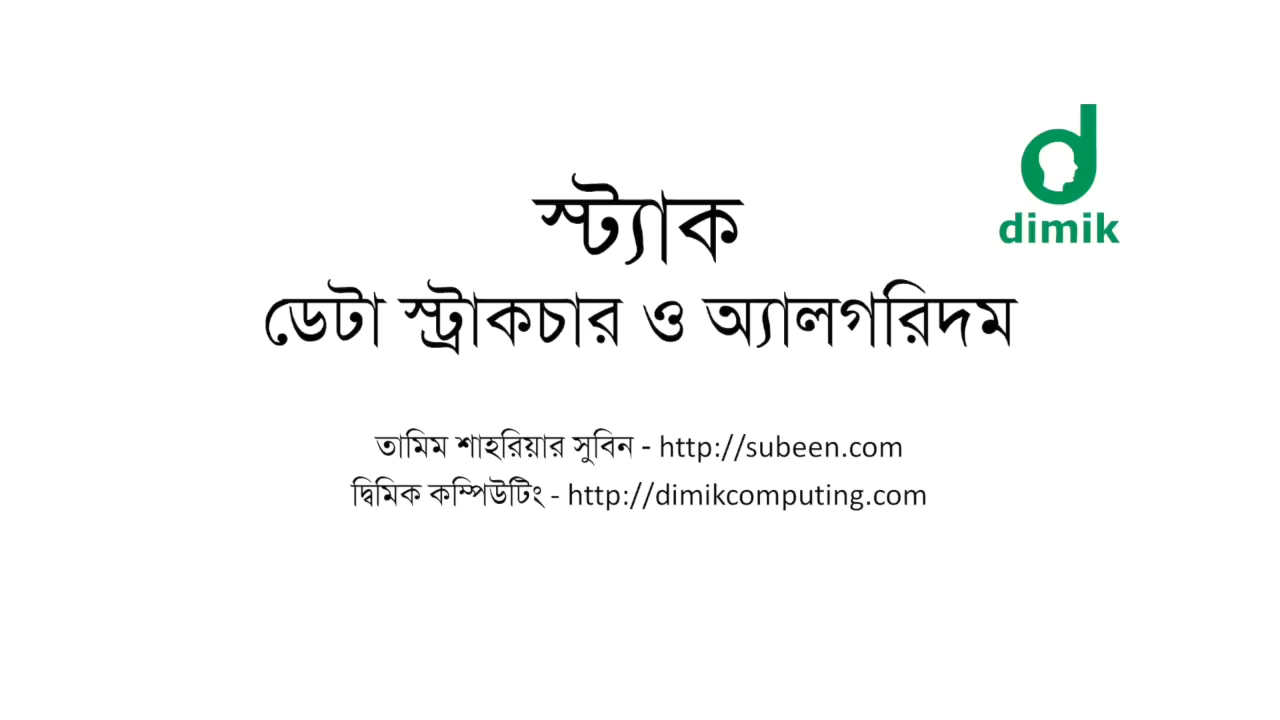 স্ট্যাক
ডেটা স্ট্রাকচার ও অ্যালগরিদম
তামিম শাহরিয়ার সুবিন - http://subeen.com
দ্বিমিক কম্পিউটিং - http://dimikcomputing.com
dimik